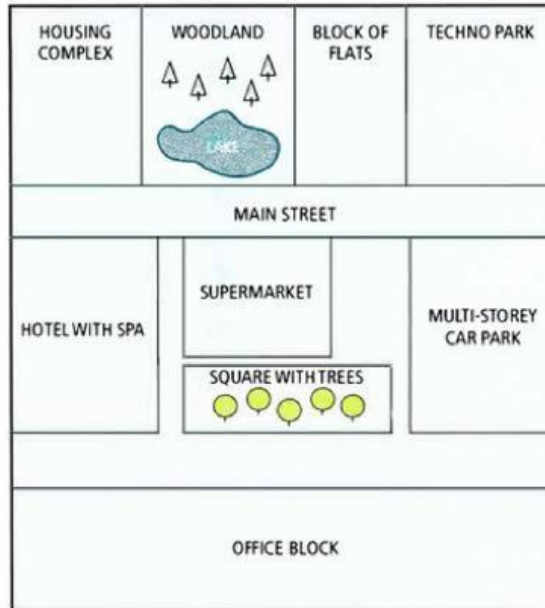 HOUSING
COMPLEX
WOODLAND
BLOCK OF
FLATS
TECHNO PARK
LAKE
MAIN STREET
HOTEL WITH SPA
SUPERMARKET
MULTI-STOREY
CAR PARK
SQUARE WITH TREES
OFFICE BLOCK